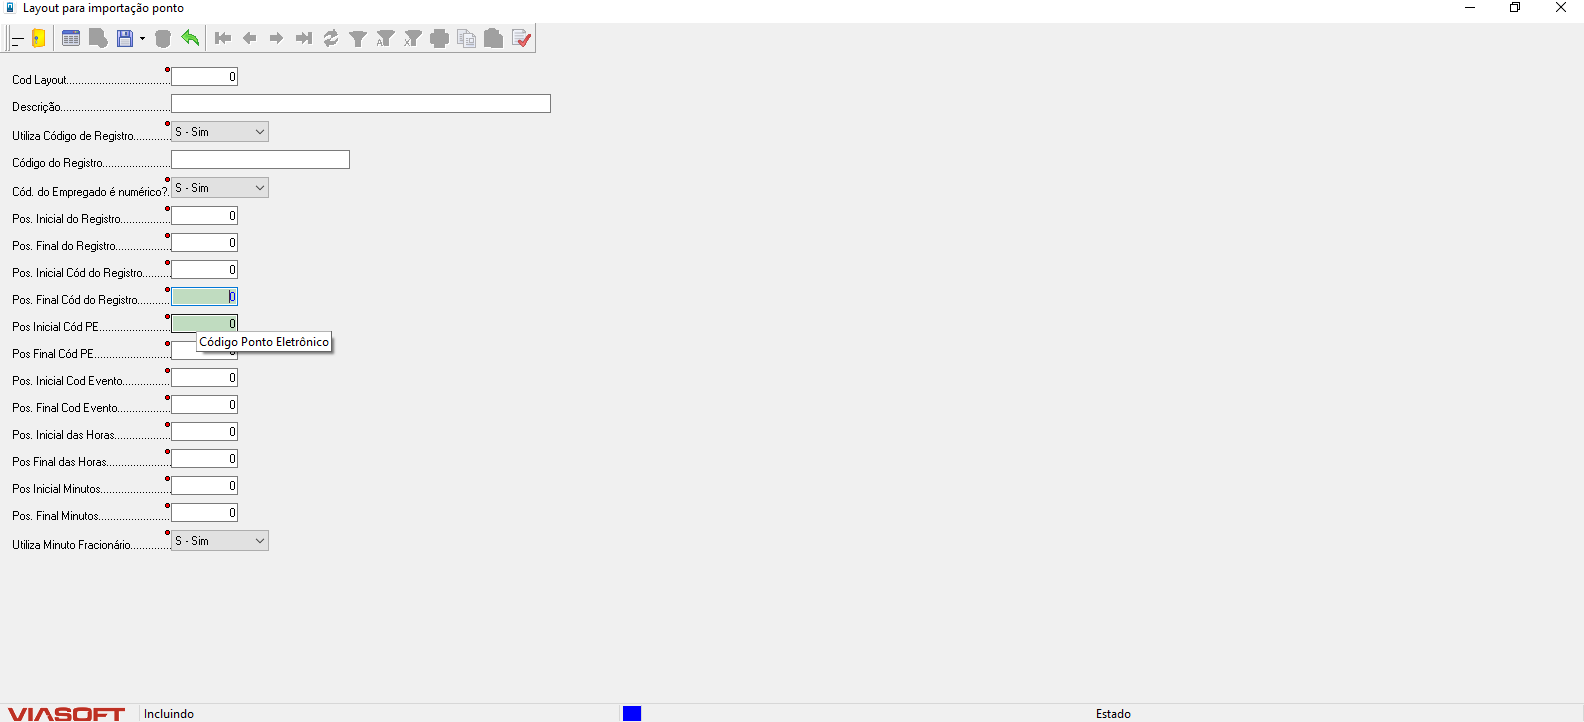 Layout para importação ponto
Cod Layout 0
Descrição
Utiliza Código de Registro S - Sim
Código do Registro
Cód. do Empregado é numérico? S - Sim
Pos. Inicial do Registro 0
Pos. Final do Registro 0
Pos. Inicial Cód do Registro 0
Pos. Final Cód do Registro 0
Pos Inicial Cód PE 0
Código Ponto Eletrônico
Pos Final Cód PE 0
Pos. Inicial Cod Evento 0
Pos. Final Cod Evento 0
Pos. Inicial das Horas 0
Pos Final das Horas 0
Pos Inicial Minutos 0
Pos. Final Minutos 0
Utiliza Minuto Fracionário S - Sim
VIASOFT Incluindo Estado